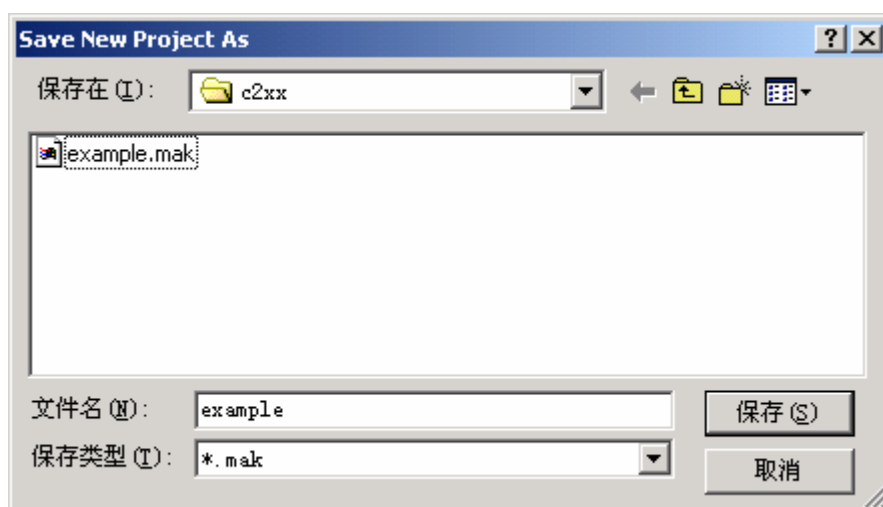 Save New Project As
保存在(I):
c2xx
example.mak
文件名(N):
example
保存(S)
保存类型(T):
*.mak
取消